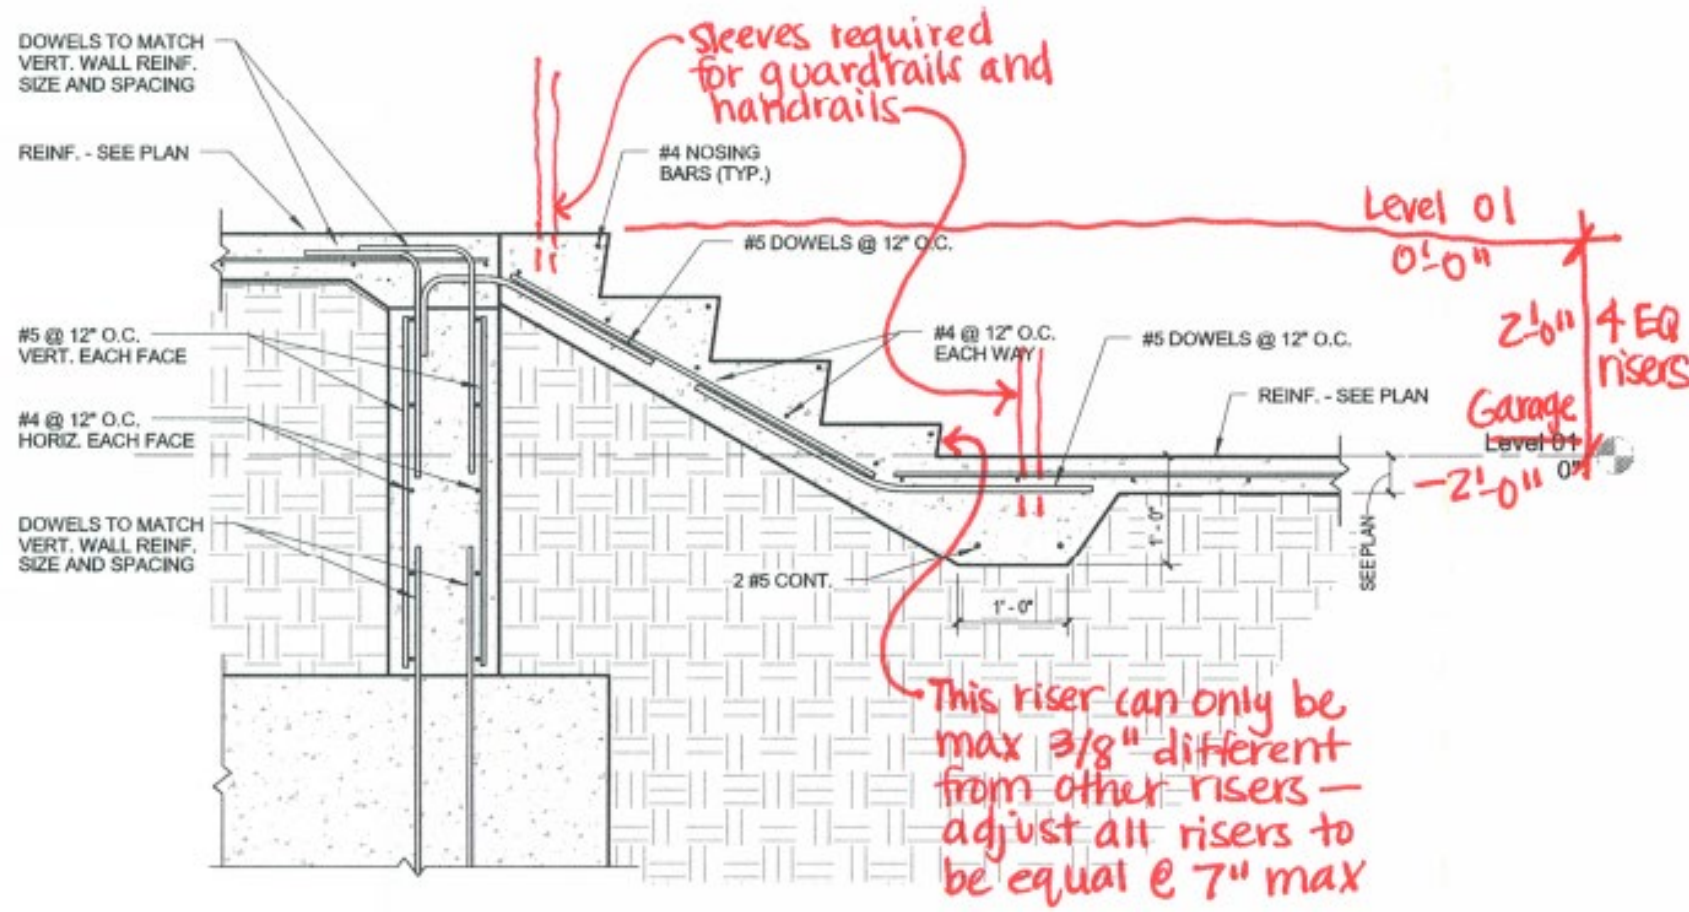 DOWELS TO MATCH
VERT. WALL REINF.
SIZE AND SPACING
REINF. - SEE PLAN
#5 @ 12" O.C.
VERT. EACH FACE
#4 @ 12" O.C.
HORIZ. EACH FACE
DOWELS TO MATCH
VERT. WALL REINF.
SIZE AND SPACING
Sleeves required
for guardrails and
handrails
#4 NOSING
BARS (TYP.)
#5 DOWELS @ 12" O.C.
#4 @ 12" O.C.
EACH WAY
#5 DOWELS @ 12" O.C.
REINF. - SEE PLAN
Level 01
0'-0"
2'-0"
4 EQ
risers
Garage
Level 01
0"
-2'-0"
SEE PLAN
1' - 0"
2 #5 CONT.
1' - 0"
This riser can only be
max 3/8" different
from other risers —
adjust all risers to
be equal @ 7" max